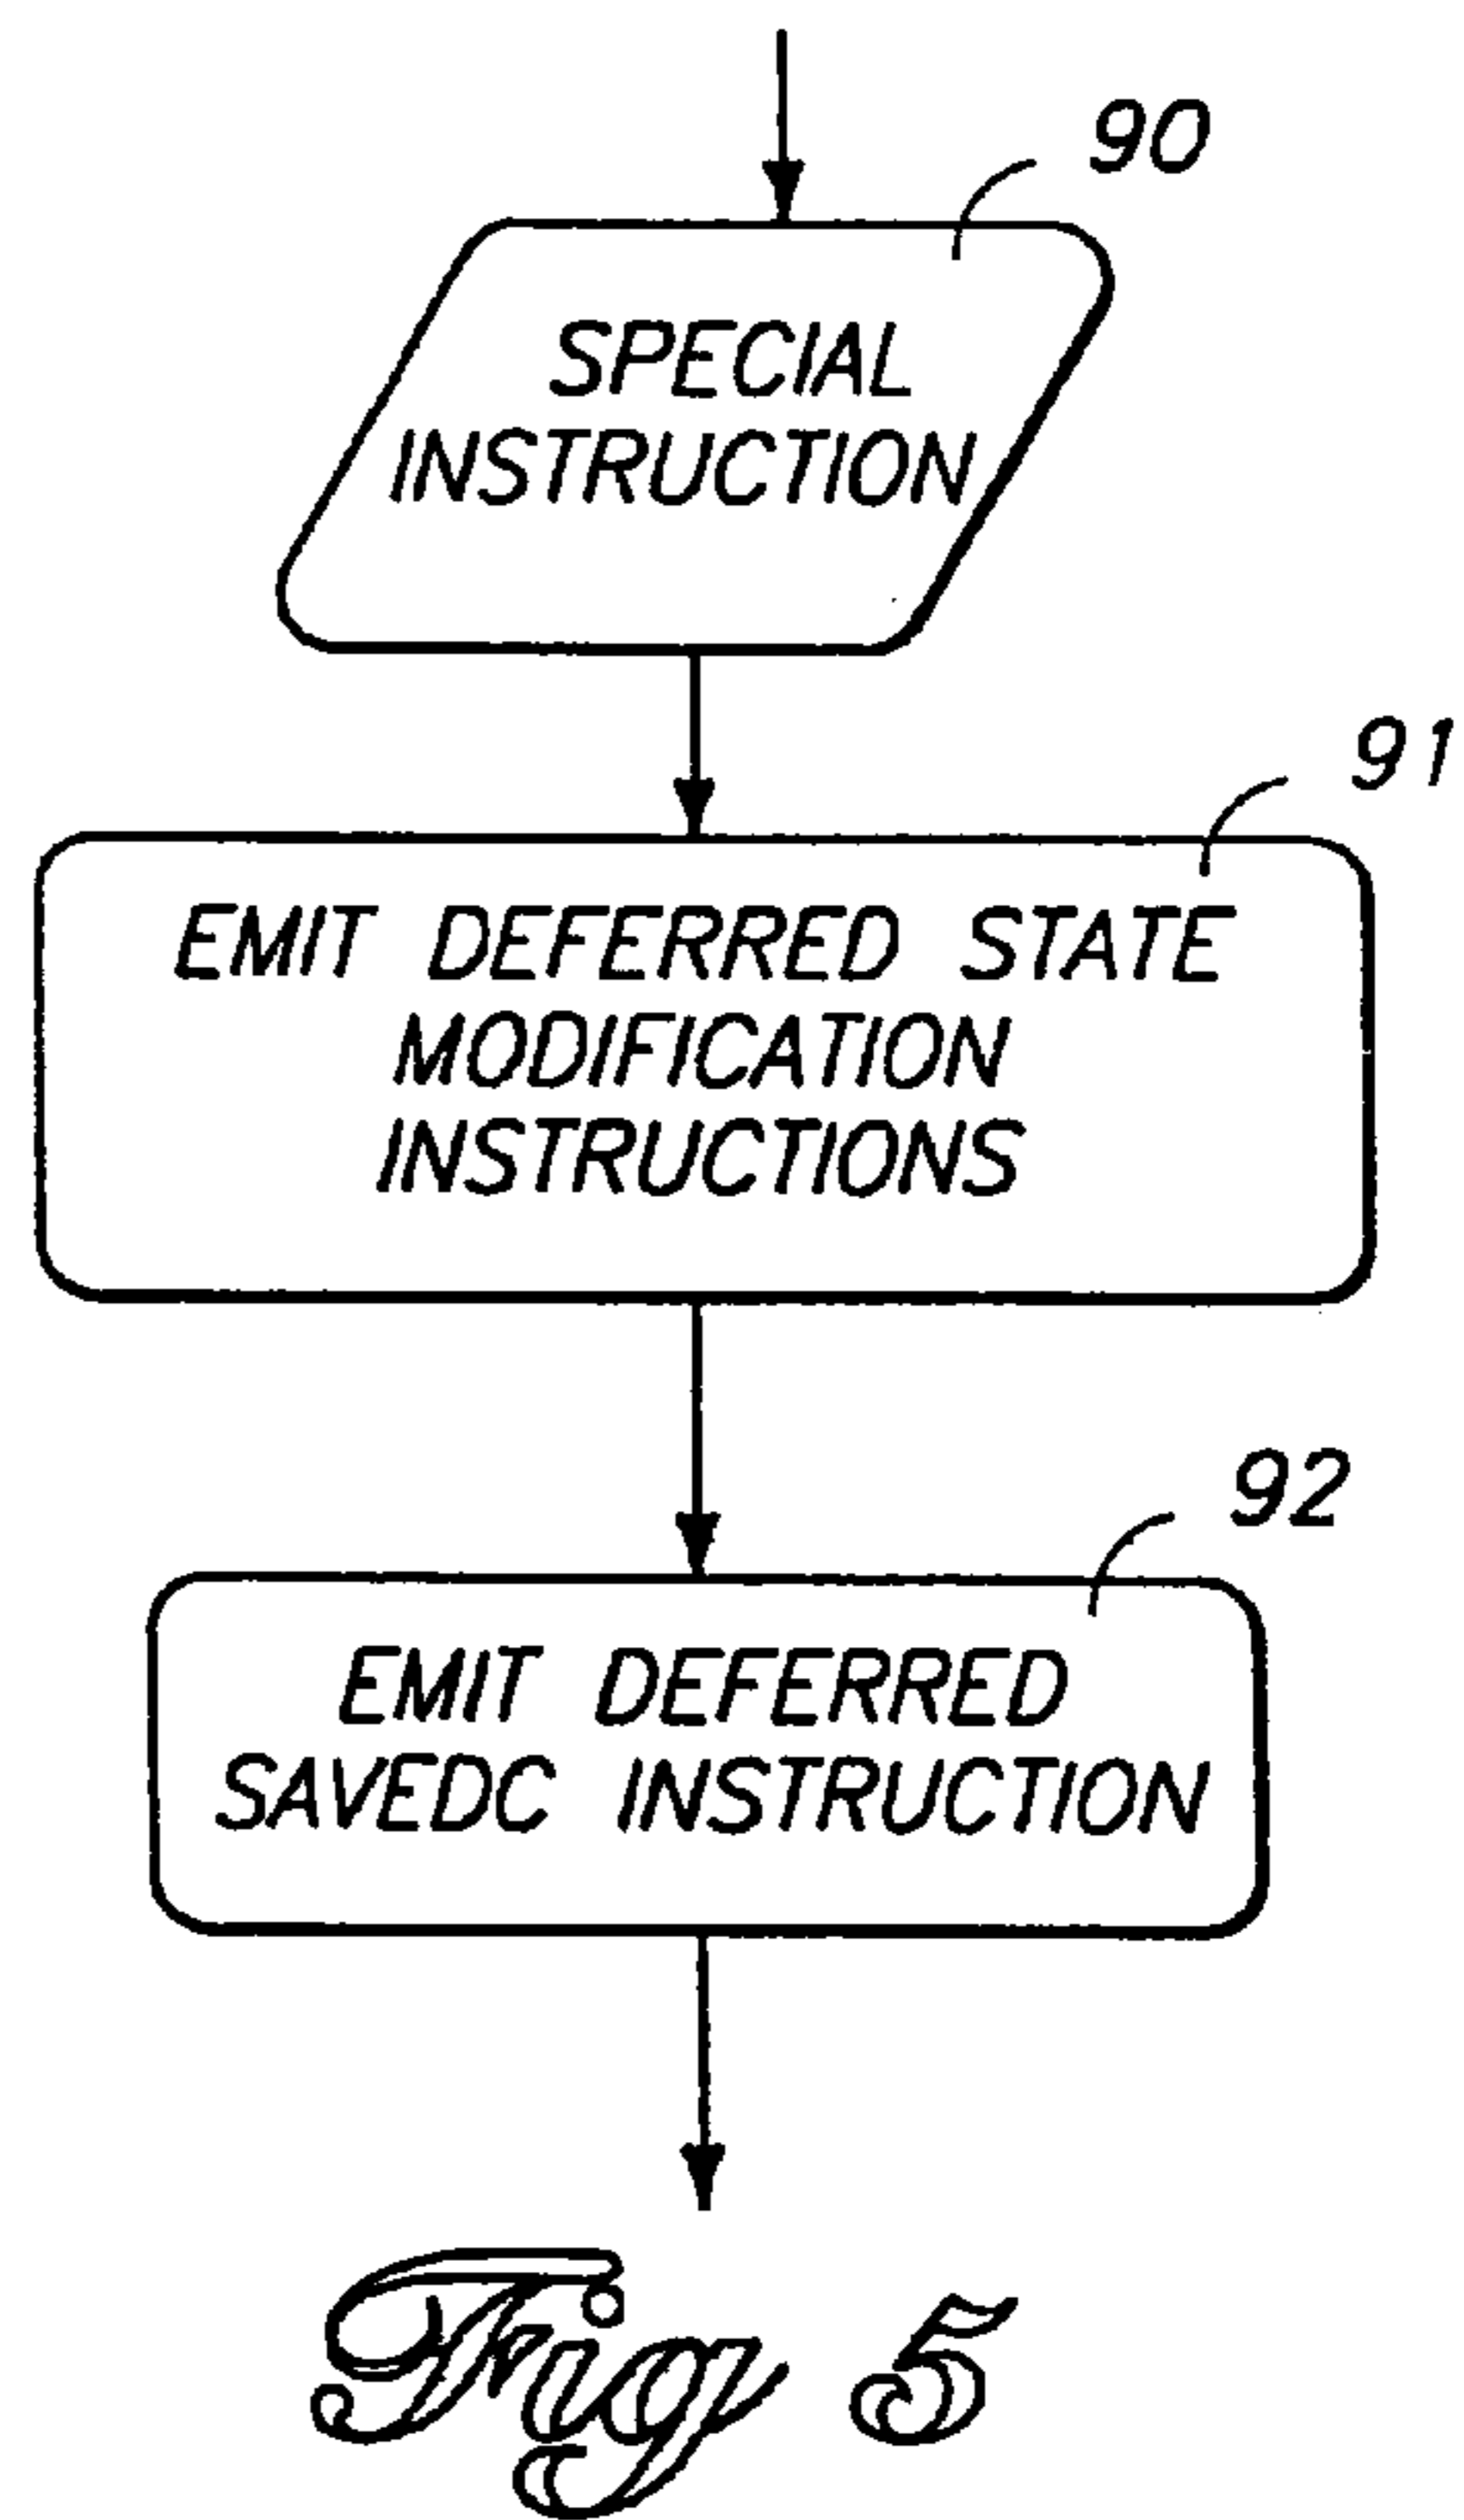 90
SPECIAL
INSTRUCTION
91
EMIT DEFERRED STATE
MODIFICATION
INSTRUCTIONS
92
EMIT DEFERRED
SAVEDC INSTRUCTION
Fig 5